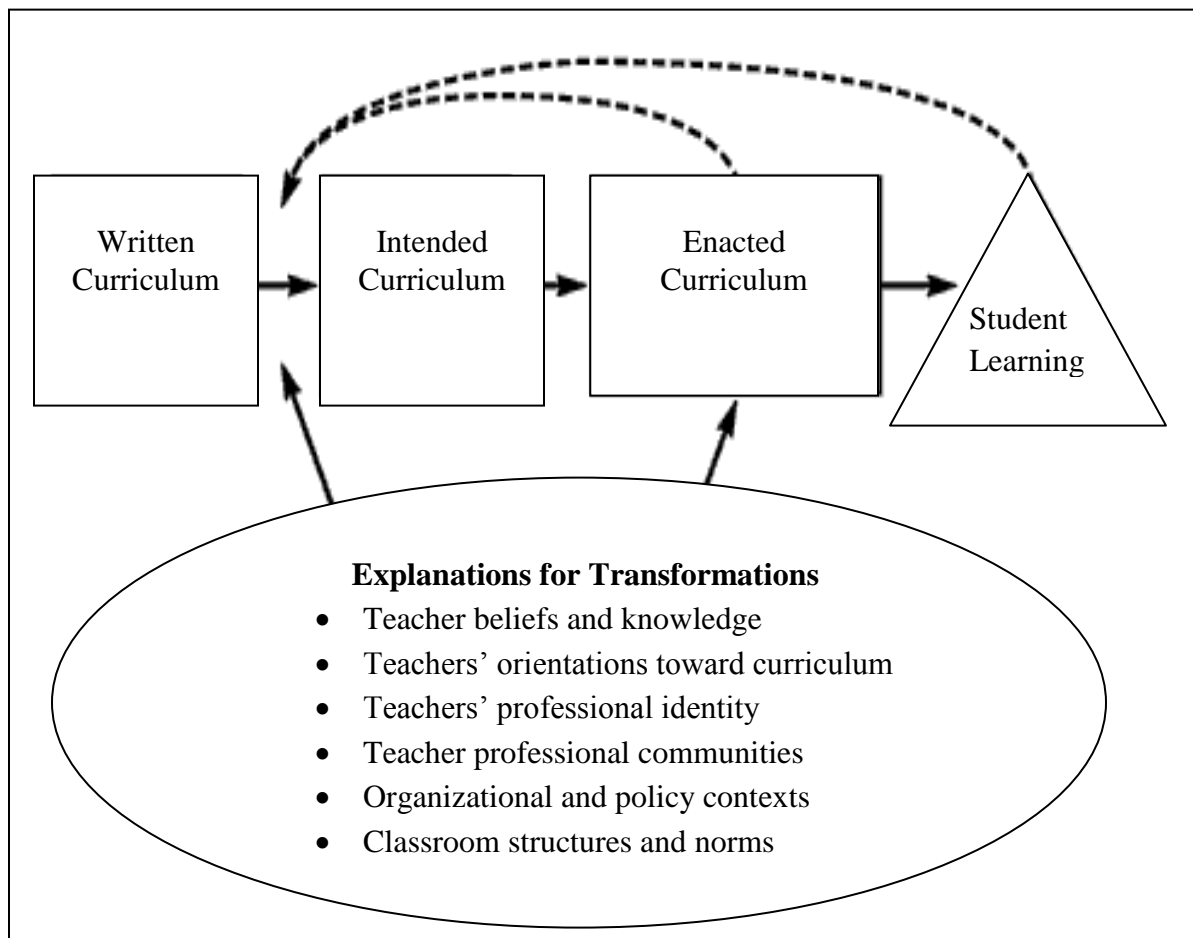 Written
Curriculum
Intended
Curriculum
Enacted
Curriculum
Student
Learning
Explanations for Transformations
• Teacher beliefs and knowledge
• Teachers’ orientations toward curriculum
• Teachers’ professional identity
• Teacher professional communities
• Organizational and policy contexts
• Classroom structures and norms